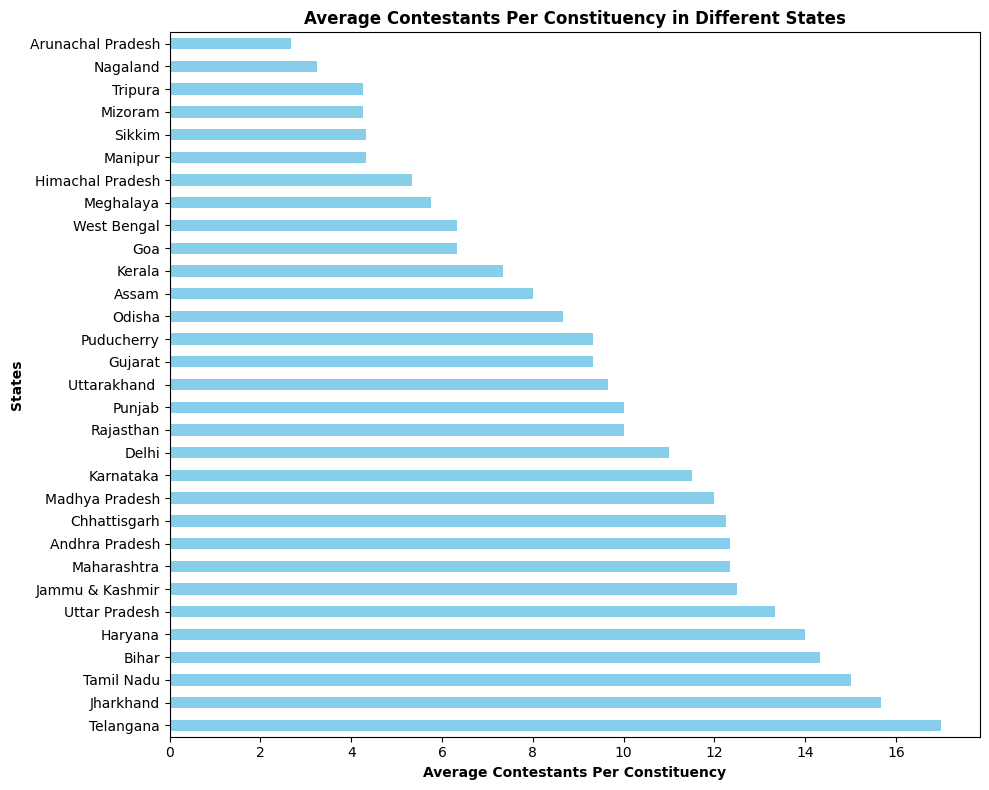 Average Contestants Per Constituency in Different States
Arunachal Pradesh
Nagaland
Tripura
Mizoram
Sikkim
Manipur
Himachal Pradesh
Meghalaya
West Bengal
Goa
Kerala
Assam
Odisha
Puducherry
Gujarat
Uttarakhand
Punjab
Rajasthan
Delhi
Karnataka
Madhya Pradesh
Chhattisgarh
Andhra Pradesh
Maharashtra
Jammu & Kashmir
Uttar Pradesh
Haryana
Bihar
Tamil Nadu
Jharkhand
Telangana
States
0 2 4 6 8 10 12 14 16
Average Contestants Per Constituency